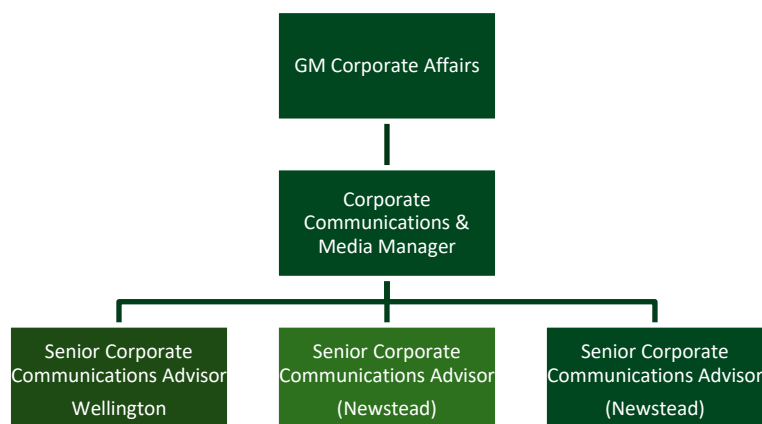 GM Corporate Affairs
Corporate
Communications &
Media Manager
Senior Corporate
Communications Advisor
Wellington
Senior Corporate
Communications Advisor
(Newstead)
Senior Corporate
Communications Advisor
(Newstead)